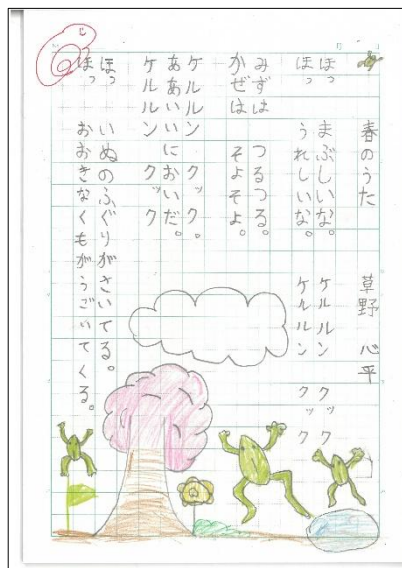 春のうた　草野　心平
ほっ　まぶしいな。
ほっ　うれしいな。
みずは　つるつる。
かぜは　そよそよ。
ケルルン　クック。
ああいいにおいだ。
ケルルン　クック
ほっ　いぬのふぐりがさいてる。
ほっ　おおきなくもがうごいてくる。
ケルルン　クック
ケルルン　クック